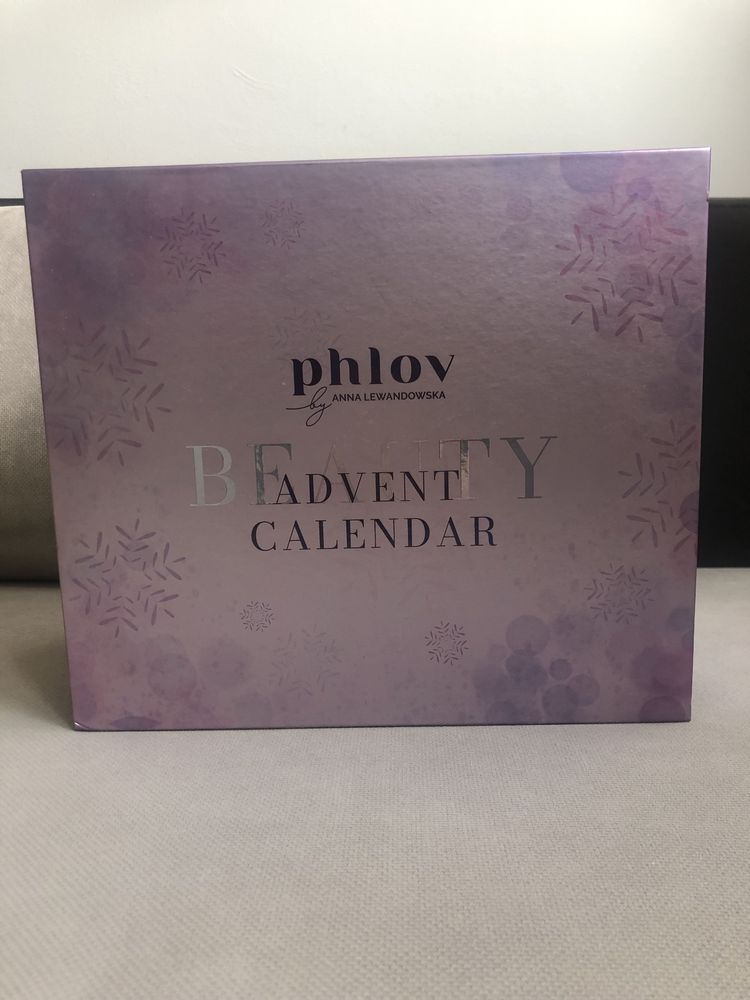 phlov
by ANNA LEWANDOWSKA
BEAUTY
ADVENT
CALENDAR